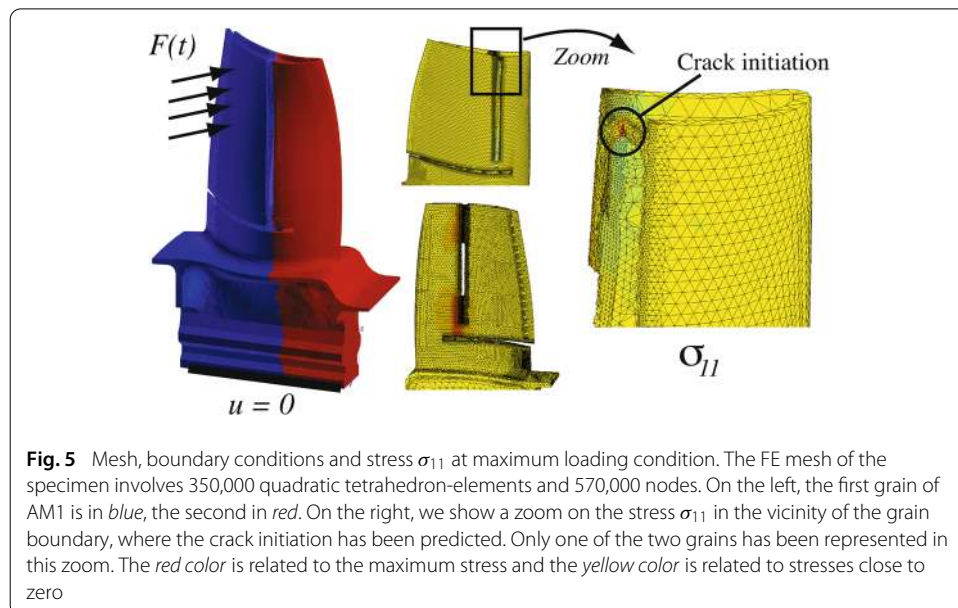 F(t)
Zoom
Crack initiation
σ11
u = 0
Fig. 5 Mesh, boundary conditions and stress σ11 at maximum loading condition. The FE mesh of the
specimen involves 350,000 quadratic tetrahedron-elements and 570,000 nodes. On the left, the first grain of
AM1 is in blue, the second in red. On the right, we show a zoom on the stress σ11 in the vicinity of the grain
boundary, where the crack initiation has been predicted. Only one of the two grains has been represented in
this zoom. The red color is related to the maximum stress and the yellow color is related to stresses close to
zero